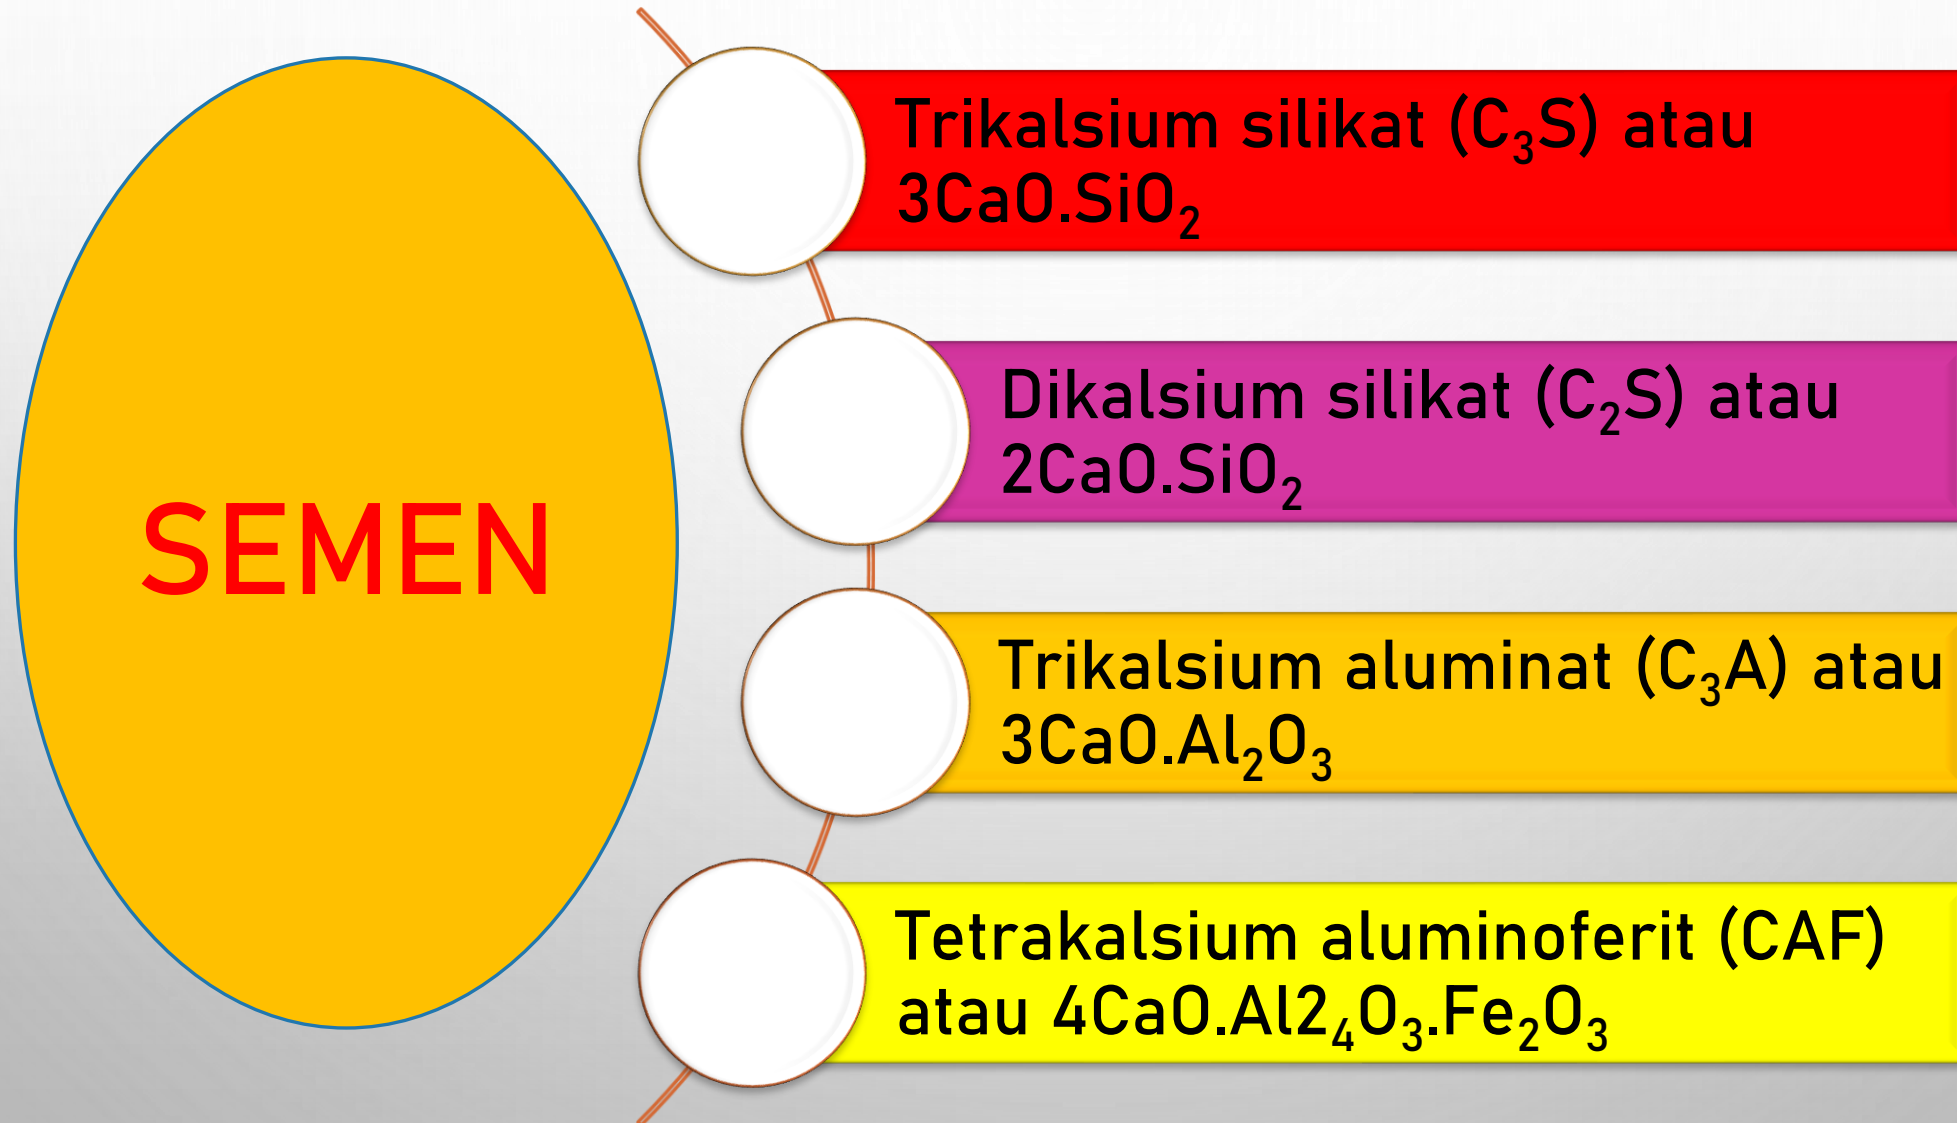 SEMEN
Trikalsium silikat (C₃S) atau
3CaO.SiO₂
Dikalsium silikat (C₂S) atau
2CaO.SiO₂
Trikalsium aluminat (C₃A) atau
3CaO.Al₂O₃
Tetrakalsium aluminoferit (CAF)
atau 4CaO.Al2₄O₃.Fe₂O₃